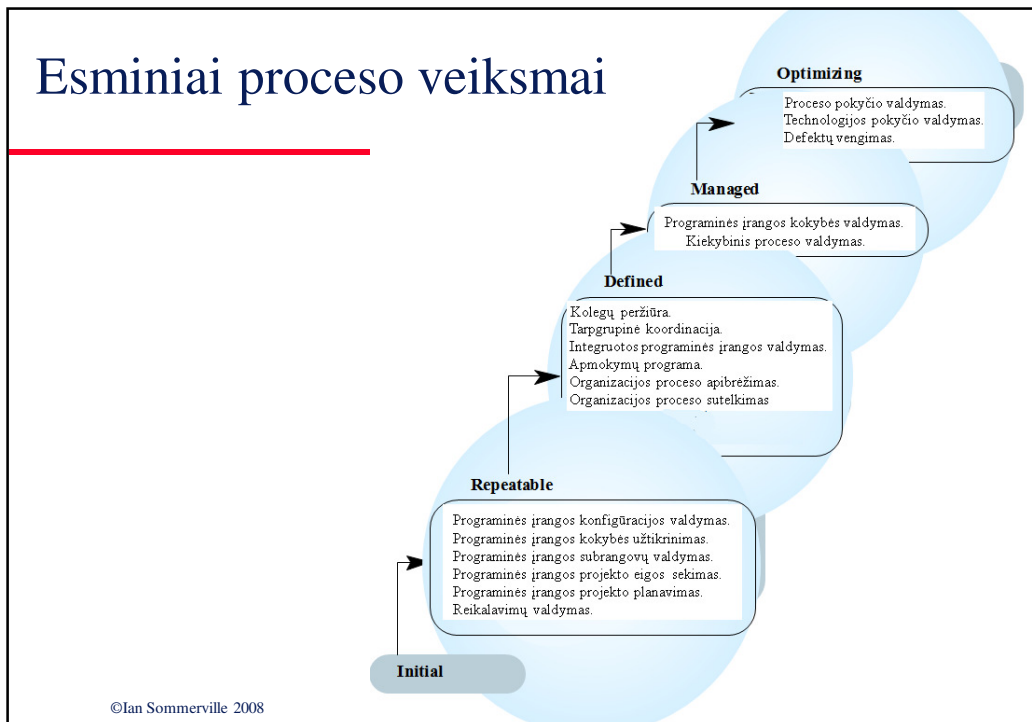 Esminiai proceso veiksmai
Optimizing
Proceso pokyčio valdymas.
Technologijos pokyčio valdymas.
Defektų vengimas.
Managed
Programinės įrangos kokybės valdymas.
Kiekybinis proceso valdymas.
Defined
Kolegų peržiūra.
Tarpgrupinė koordinacija.
Integruotos programinės įrangos valdymas.
Apmokymų programa.
Organizacijos proceso apibrėžimas.
Organizacijos proceso sutelkimas
Repeatable
Programinės įrangos konfigūracijos valdymas.
Programinės įrangos kokybės užtikrinimas.
Programinės įrangos subrangovų valdymas.
Programinės įrangos projekto eigos sekimas.
Programinės įrangos projekto planavimas.
Reikalavimų valdymas.
Initial
©Ian Sommerville 2008